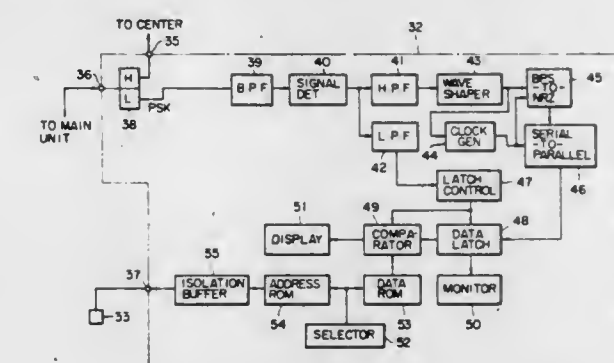 TO CENTER
35
32
36
39
40
41
43
45
H
L
38
PSK
B.P.F
SIGNAL
DET
H.P.F
WAVE
SHAPER
BPS
-TO-
NRZ
TO MAIN
UNIT
L.P.F
42
CLOCK
GEN
44
SERIAL
-TO-
PARALLEL
46
LATCH
CONTROL
47
51
49
48
DISPLAY
COMPA-
RATOR
DATA
LATCH
37
55
ISOLATION
BUFFER
ADDRESS
ROM
DATA
ROM
MONITOR
33
54
53
50
SELECTOR
52